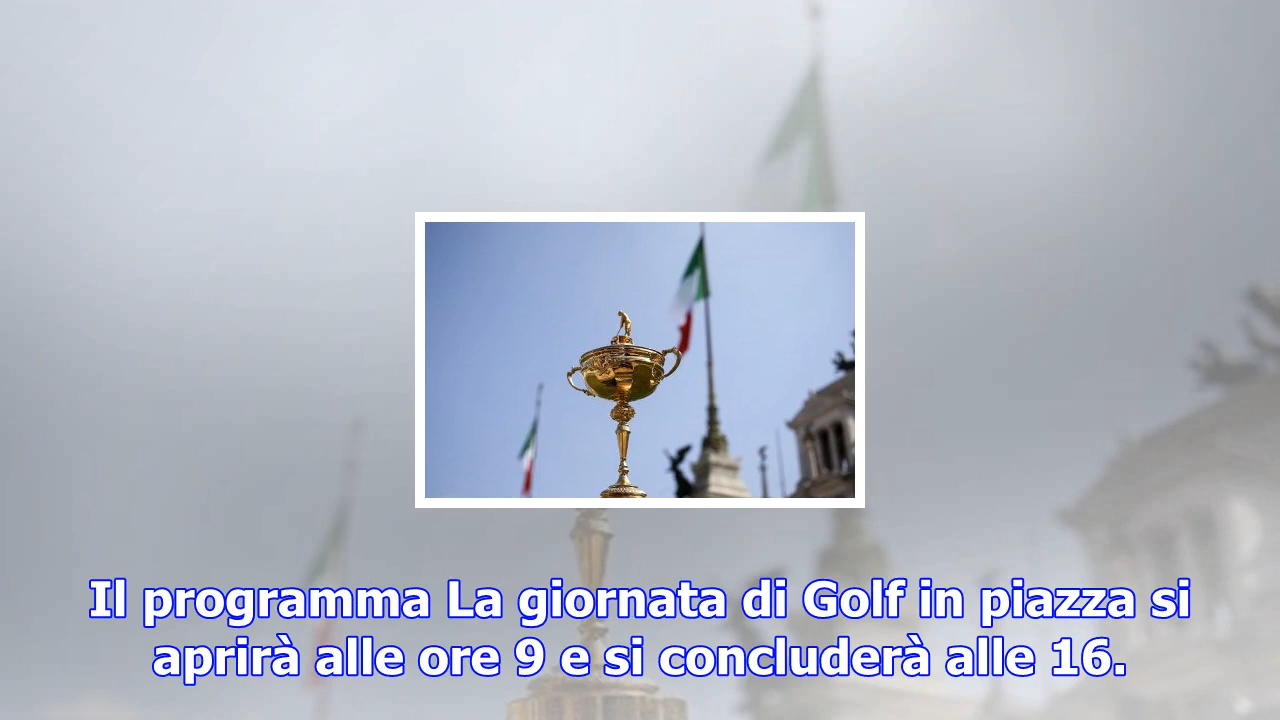 Il programma La giornata di Golf in piazza si
aprirà alle ore 9 e si concluderà alle 16.